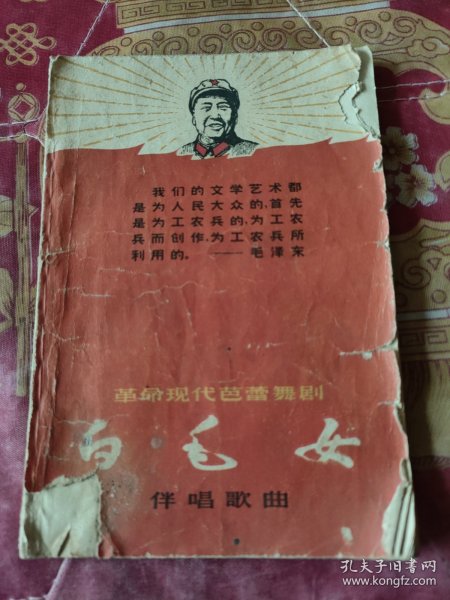 我们的文学艺术都
是为人民大众的，首先
是为工农兵的，为工农
兵而创作，为工农兵所
利用的。——毛泽东
革命现代芭蕾舞剧
白毛女
伴唱歌曲
孔夫子旧书网
www.kongfz.com